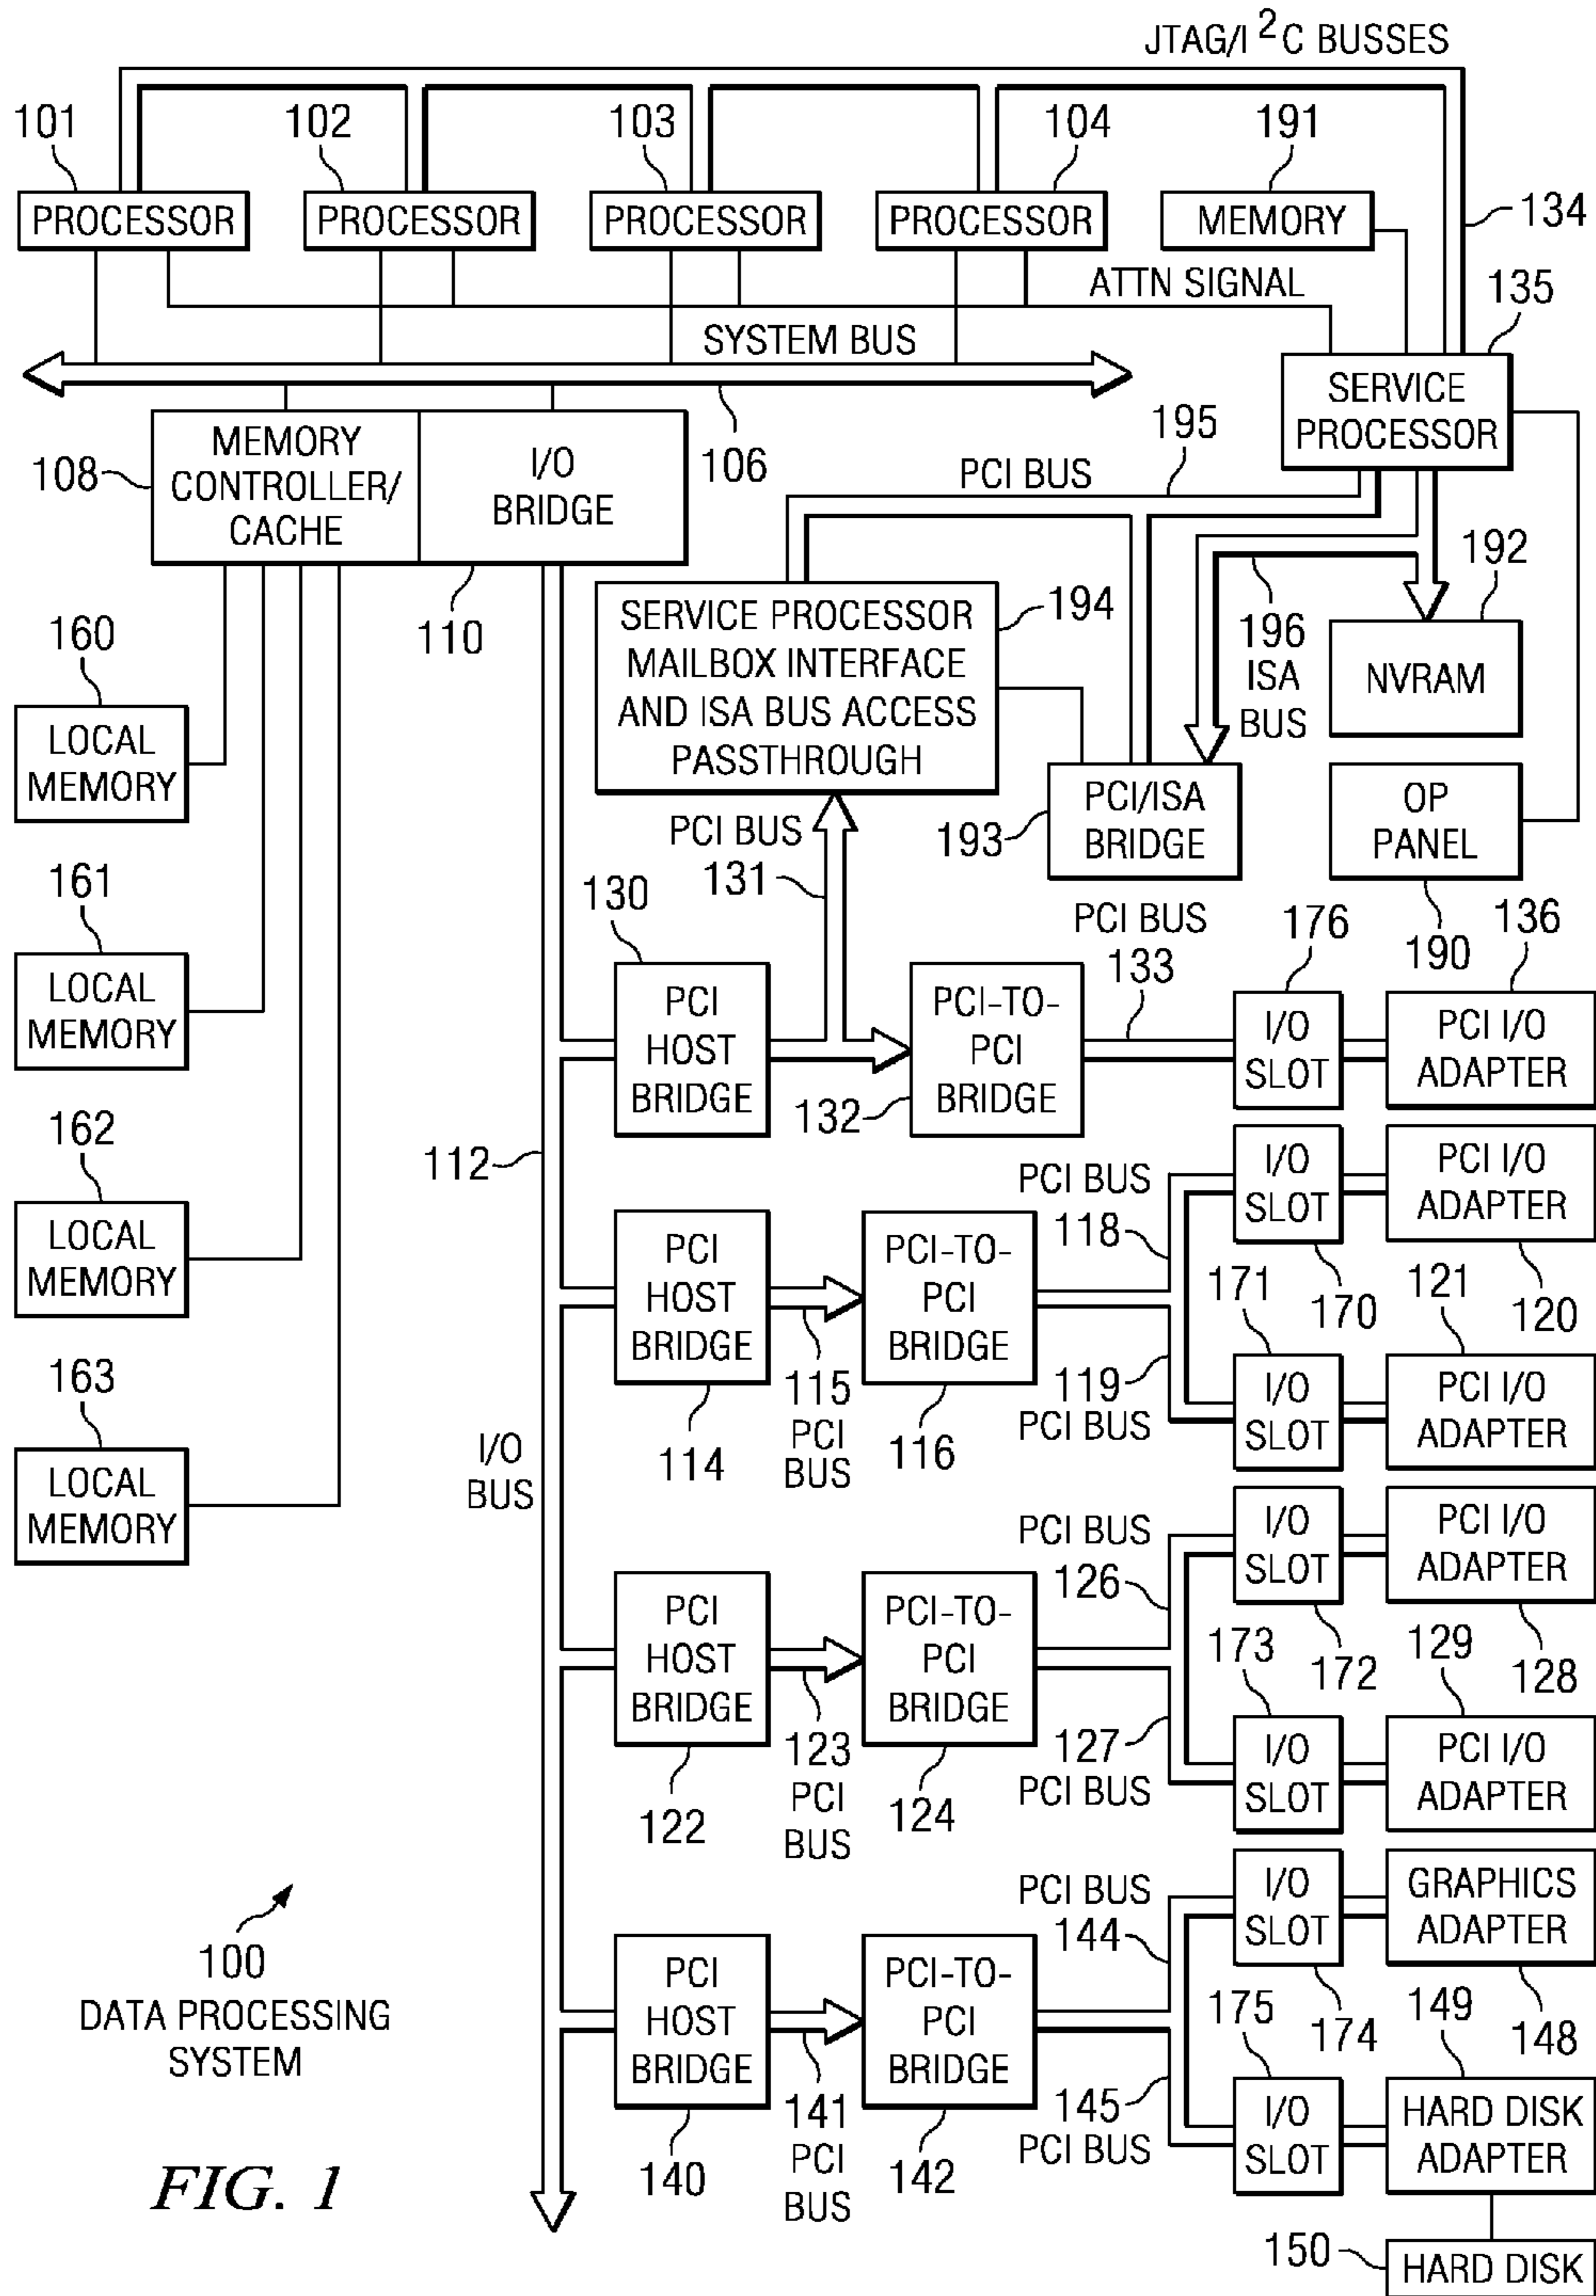 JTAG/I ²C BUSSES
101
102
103
104
191
PROCESSOR
PROCESSOR
PROCESSOR
PROCESSOR
MEMORY
134
ATTN SIGNAL
135
SYSTEM BUS
SERVICE
PROCESSOR
108
MEMORY
CONTROLLER/
CACHE
I/O
BRIDGE
106
195
PCI BUS
110
192
194
SERVICE PROCESSOR
MAILBOX INTERFACE
AND ISA BUS ACCESS
PASSTHROUGH
196
ISA
BUS
NVRAM
160
LOCAL
MEMORY
PCI BUS
131
193
PCI/ISA
BRIDGE
OP
PANEL
190
161
LOCAL
MEMORY
130
PCI
HOST
BRIDGE
132
PCI-TO-
PCI
BRIDGE
PCI BUS
133
176
I/O
SLOT
136
PCI I/O
ADAPTER
162
LOCAL
MEMORY
112
PCI
HOST
BRIDGE
114
115
PCI
BUS
PCI-TO-
PCI
BRIDGE
116
PCI BUS
118
I/O
SLOT
170
PCI I/O
ADAPTER
120
119
PCI BUS
171
I/O
SLOT
121
PCI I/O
ADAPTER
163
LOCAL
MEMORY
I/O
BUS
PCI
HOST
BRIDGE
122
123
PCI
BUS
PCI-TO-
PCI
BRIDGE
124
PCI BUS
126
I/O
SLOT
172
PCI I/O
ADAPTER
128
127
PCI BUS
173
I/O
SLOT
129
PCI I/O
ADAPTER
100
DATA PROCESSING
SYSTEM
PCI
HOST
BRIDGE
140
141
PCI
BUS
PCI-TO-
PCI
BRIDGE
142
PCI BUS
144
I/O
SLOT
174
GRAPHICS
ADAPTER
148
145
PCI BUS
175
I/O
SLOT
149
HARD DISK
ADAPTER
150
HARD DISK
FIG. 1